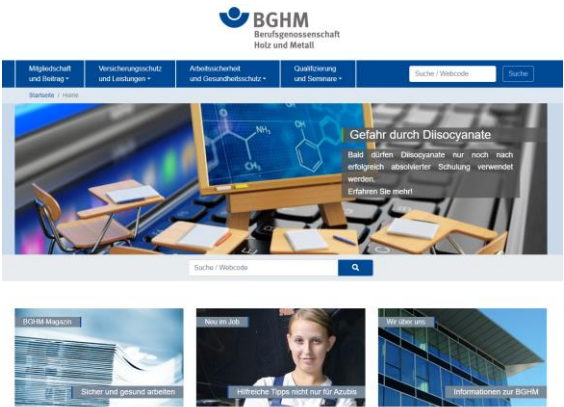 BGHM
Berufsgenossenschaft
Holz und Metall
Mitgliedschaft
und Beitrag
Versicherungsschutz
und Leistungen
Arbeitssicherheit
und Gesundheitsschutz
Qualifizierung
und Seminare
Suche / Webcode
Suche
Startseite / Home
NH₂
OH
CH₃
Gefahr durch Diisocyanate
Bald dürfen Diisocyanate nur noch nach
erfolgreich absolvierter Schulung verwendet
werden.
Erfahren Sie mehr!
Suche / Webcode
BGHM-Magazin
Sicher und gesund arbeiten
Neu im Job
Hilfreiche Tipps nicht nur für Azubis
Wir über uns
Informationen zur BGHM